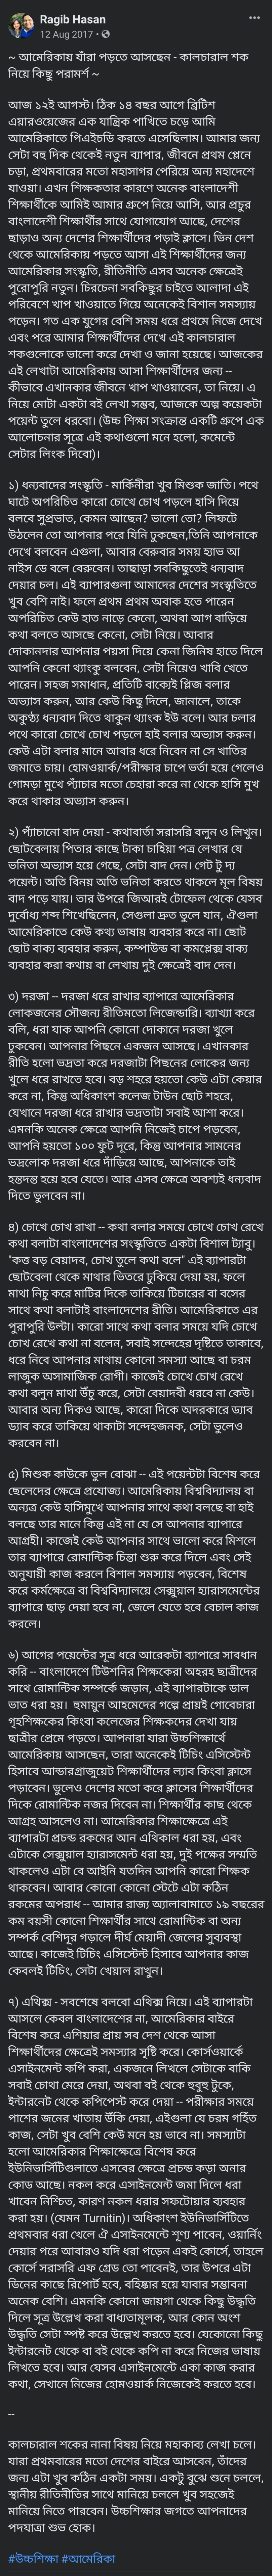 Ragib Hasan
12 Aug 2017
~ আমেরিকায় যাঁরা পড়তে আসছেন - কালচারাল শক
নিয়ে কিছু পরামর্শ ~
আজ ১২ই আগস্ট। ঠিক ১৪ বছর আগে ব্রিটিশ
এয়ারওয়েজের এক যান্ত্রিক পাখিতে চড়ে আমি
আমেরিকাতে পিএইচডি করতে এসেছিলাম। আমার জন্য
সেটা বহু দিক থেকেই নতুন ব্যাপার, জীবনে প্রথম প্লেনে
চড়া, প্রথমবারের মতো মহাসাগর পেরিয়ে অন্য মহাদেশে
যাওয়া। এখন শিক্ষকতার কারণে অনেক বাংলাদেশী
শিক্ষার্থীকে আমিই আমার গ্রুপে নিয়ে আসি, আর প্রচুর
বাংলাদেশী শিক্ষার্থীর সাথে যোগাযোগ আছে, দেশের
ছাড়াও অন্য দেশের শিক্ষার্থীদের পড়াই ক্লাসে। ভিন দেশ
থেকে আমেরিকায় পড়তে আসা এই শিক্ষার্থীদের জন্য
আমেরিকার সংস্কৃতি, রীতিনীতি এসব অনেক ক্ষেত্রেই
পুরোপুরি নতুন। চিরচেনা সবকিছুর চাইতে আলাদা এই
পরিবেশে খাপ খাওয়াতে গিয়ে অনেকেই বিশাল সমস্যায়
পড়েন। গত এক যুগের বেশি সময় ধরে প্রথমে নিজে দেখে
এবং পরে আমার শিক্ষার্থীদের দেখে এই কালচারাল
শকগুলোকে ভালো করে দেখা ও জানা হয়েছে। আজকের
এই লেখাটা আমেরিকায় আসা শিক্ষার্থীদের জন্য --
কীভাবে এখানকার জীবনে খাপ খাওয়াবেন, তা নিয়ে। এ
নিয়ে মোটা একটা বই লেখা সম্ভব, আজকে অল্প কয়েকটা
পয়েন্ট তুলে ধরবো। (উচ্চ শিক্ষা সংক্রান্ত একটি গ্রুপে এক
আলোচনার সূত্রে এই কথাগুলো মনে হলো, কমেন্টে
সেটার লিংক দিবো)।
১) ধন্যবাদের সংস্কৃতি - মার্কিনীরা খুব মিশুক জাতি। পথে
ঘাটে অপরিচিত কারো চোখে চোখ পড়লে হাসি দিয়ে
বলবে সুপ্রভাত, কেমন আছেন? ভালো তো? লিফটে
উঠলেন তো আপনার পরে যিনি ঢুকছেন,তিনি আপনাকে
দেখে বলবেন এগুলা, আবার বেরুবার সময় হ্যাভ আ
নাইস ডে বলে বেরুবেন। তাছাড়া সবকিছুতেই ধন্যবাদ
দেয়ার চল। এই ব্যাপারগুলা আমাদের দেশের সংস্কৃতিতে
খুব বেশি নাই। ফলে প্রথম প্রথম অবাক হতে পারেন
অপরিচিত কেউ হাত নাড়ে কেনো, অথবা আগ বাড়িয়ে
কথা বলতে আসছে কেনো, সেটা নিয়ে। আবার
দোকানদার আপনার পয়সা দিয়ে কেনা জিনিষ হাতে দিলে
আপনি কেনো থ্যাংকু বলবেন, সেটা নিয়েও খাবি খেতে
পারেন। সহজ সমাধান, প্রতিটি বাক্যেই প্লিজ বলার
অভ্যাস করুন, আর কেউ কিছু দিলে, জানালে, তাকে
অকুণ্ঠ্য ধন্যবাদ দিতে থাকুন থ্যাংক ইউ বলে। আর চলার
পথে কারো চোখে চোখ পড়লে হাই বলার অভ্যাস করুন।
কেউ এটা বলার মানে আবার ধরে নিবেন না সে খাতির
জমাতে চায়। হোমওয়ার্ক/পরীক্ষার চাপে ভর্তা হয়ে গেলেও
গোমড়া মুখে প্যাঁচার মতো চেহারা করে না থেকে হাসি মুখ
করে থাকার অভ্যাস করুন।
২) প্যাঁচানো বাদ দেয়া - কথাবার্তা সরাসরি বলুন ও লিখুন।
ছোটবেলায় পিতার কাছে টাকা চাহিয়া পত্র লেখার যে
ভনিতা অভ্যাস হয়ে গেছে, সেটা বাদ দেন। গেট টু দ্য
পয়েন্ট। অতি বিনয় অতি ভনিতা করতে থাকলে মূল বিষয়
বাদ পড়ে যায়। তার উপরে জিআরই টোফেল থেকে যেসব
দুর্বোধ্য শব্দ শিখেছিলেন, সেগুলা দ্রুত ভুলে যান, ঐগুলা
আমেরিকাতে কেউ কথ্য ভাষায় ব্যবহার করে না। ছোট
ছোট বাক্য ব্যবহার করুন, কম্পাউন্ড বা কমপ্লেক্স বাক্য
ব্যবহার করা কথায় বা লেখায় দুই ক্ষেত্রেই বাদ দেন।
৩) দরজা -- দরজা ধরে রাখার ব্যাপারে আমেরিকার
লোকজনের সৌজন্য রীতিমতো লিজেন্ডারি। ব্যাখ্যা করে
বলি, ধরা যাক আপনি কোনো দোকানে দরজা খুলে
ঢুকবেন। আপনার পিছনে একজন আসছে। এখানকার
রীতি হলো ভদ্রতা করে দরজাটা পিছনের লোকের জন্য
খুলে ধরে রাখতে হবে। বড় শহরে হয়তো কেউ এটা কেয়ার
করে না, কিন্তু অধিকাংশ কলেজ টাউন ছোট শহরে,
যেখানে দরজা ধরে রাখার ভদ্রতাটা সবাই আশা করে।
এমনকি অনেক ক্ষেত্রে আপনি নিজেই চাপে পড়বেন,
আপনি হয়তো ১০০ ফুট দূরে, কিন্তু আপনার সামনের
ভদ্রলোক দরজা ধরে দাঁড়িয়ে আছে, আপনাকে তাই
হন্তদন্ত হয়ে হবে যেতে। আর এসব ক্ষেত্রে অবশ্যই ধন্যবাদ
দিতে ভুলবেন না।
৪) চোখে চোখ রাখা -- কথা বলার সময়ে চোখে চোখ রেখে
কথা বলাটা বাংলাদেশের সংস্কৃতিতে একটা বিশাল ট্যাবু।
"কত্ত বড় বেয়াদব, চোখ তুলে কথা বলে" এই ব্যাপারটা
ছোটবেলা থেকে মাথার ভিতরে ঢুকিয়ে দেয়া হয়, ফলে
মাথা নিচু করে মাটির দিকে তাকিয়ে টিচারের বা বসের
সাথে কথা বলাটাই বাংলাদেশের রীতি। আমেরিকাতে এর
পুরাপুরি উল্টা। কারো সাথে কথা বলার সময়ে যদি চোখে
চোখ রেখে কথা না বলেন, সবাই সন্দেহের দৃষ্টিতে তাকাবে,
ধরে নিবে আপনার মাথায় কোনো সমস্যা আছে বা চরম
লাজুক অসামাজিক রোগী। কাজেই চোখে চোখ রেখে
কথা বলুন মাথা উঁচু করে, সেটা বেয়াদবী ধরবে না কেউ।
আবার অন্য দিকও আছে, কারো দিকে অদরকারে ড্যাব
ড্যাব করে তাকিয়ে থাকাটা সন্দেহজনক, সেটা ভুলেও
করবেন না।
৫) মিশুক কাউকে ভুল বোঝা -- এই পয়েন্টটা বিশেষ করে
ছেলেদের ক্ষেত্রে প্রযোজ্য। আমেরিকায় বিশ্ববিদ্যালয় বা
অন্যত্র কেউ হাসিমুখে আপনার সাথে কথা বলছে বা হাই
বলছে তার মানে কিন্তু এই না যে সে আপনার ব্যাপারে
আগ্রহী। কাজেই কেউ আপনার সাথে ভালো করে মিশলে
তার ব্যাপারে রোমান্টিক চিন্তা শুরু করে দিলে এবং সেই
অনুযায়ী কাজ করলে বিশাল সমস্যায় পড়বেন, বিশেষ
করে কর্মক্ষেত্রে বা বিশ্ববিদ্যালয়ে সেক্সুয়াল হ্যারাসমেন্টের
ব্যাপারে ছাড় দেয়া হবে না, জেলে যেতে হবে বেচাল কাজ
করলে।
৬) আগের পয়েন্টের সূত্র ধরে আরেকটা ব্যাপারে সাবধান
করি -- বাংলাদেশে টিউশনির শিক্ষকেরা অহরহ ছাত্রীদের
সাথে রোমান্টিক সম্পর্কে জড়ান, এই ব্যাপারটাকে ডাল
ভাত ধরা হয়। হুমায়ুন আহমেদের গল্পে প্রায়ই গোবেচারা
গৃহশিক্ষকের কিংবা কলেজের শিক্ষকদের দেখা যায়
ছাত্রীর প্রেমে পড়তে। আপনারা যারা উচ্চশিক্ষার্থে
আমেরিকায় আসছেন, তারা অনেকেই টিচিং এসিস্টেন্ট
হিসাবে আন্ডারগ্রাজুয়েট শিক্ষার্থীদের ল্যাব কিংবা ক্লাসে
পড়াবেন। ভুলেও দেশের মতো করে ক্লাসের শিক্ষার্থীদের
দিকে রোমান্টিক নজর দিবেন না। শিক্ষার্থীর কাছ থেকে
আগ্রহ আসলেও না। আমেরিকার শিক্ষাক্ষেত্রে এই
ব্যাপারটা প্রচন্ড রকমের আন এথিকাল ধরা হয়, এবং
এটাকে সেক্সুয়াল হ্যারাসমেন্ট ধরা হয়, দুই পক্ষের সম্মতি
থাকলেও এটা বে আইনি যতদিন আপনি কারো শিক্ষক
থাকবেন। আবার কোনো কোনো স্টেটে এটা কঠিন
রকমের অপরাধ -- আমার রাজ্য অ্যালাবামাতে ১৯ বছরের
কম বয়সী কোনো শিক্ষার্থীর সাথে রোমান্টিক বা অন্য
সম্পর্ক বেশিদূর গড়ালে দীর্ঘ মেয়াদী জেলের সুব্যবস্থা
আছে। কাজেই টিচিং এসিস্টেন্ট হিসাবে আপনার কাজ
কেবলই টিচিং, সেটা খেয়াল রাখুন।
৭) এথিক্স - সবশেষে বলবো এথিক্স নিয়ে। এই ব্যাপারটা
আসলে কেবল বাংলাদেশের না, আমেরিকার বাইরে
বিশেষ করে এশিয়ার প্রায় সব দেশ থেকে আসা
শিক্ষার্থীদের ক্ষেত্রেই সমস্যার সৃষ্টি করে। কোর্সওয়ার্কে
এসাইনমেন্ট কপি করা, একজনে লিখলে সেটাকে বাকি
সবাই চোথা মেরে দেয়া, অথবা বই থেকে হুবুহু টুকে,
ইন্টারনেট থেকে কপিপেস্ট করে দেয়া -- পরীক্ষার সময়ে
পাশের জনের খাতায় উঁকি দেয়া, এইগুলা যে চরম গর্হিত
কাজ, সেটা খুব বেশি কেউ মনে হয় ভাবে না। সমস্যাটা
হলো আমেরিকার শিক্ষাক্ষেত্রে বিশেষ করে
ইউনিভার্সিটিগুলাতে এসবের ক্ষেত্রে প্রচন্ড কড়া অনার
কোড আছে। নকল করে এসাইনমেন্ট জমা দিলে ধরা
খাবেন নিশ্চিত, কারণ নকল ধরার সফটোয়ার ব্যবহার
করা হয়। (যেমন Turnitin)। অধিকাংশ ইউনিভার্সিটিতে
প্রথমবার ধরা খেলে ঐ এসাইনমেন্টে শূণ্য পাবেন, ওয়ার্নিং
দেয়ার পরে আবারও যদি ধরা পড়েন একই কোর্সে, তাহলে
কোর্সে সরাসরি এফ গ্রেড তো পাবেনই, তার উপরে এটা
ডিনের কাছে রিপোর্ট হবে, বহিষ্কার হয়ে যাবার সম্ভাবনা
অনেক বেশি। এমনকি কোনো জায়গা থেকে কিছু উদ্ধৃতি
দিলে সূত্র উল্লেখ করা বাধ্যতামূলক, আর কোন অংশ
উদ্ধৃতি সেটা স্পষ্ট করে উল্লেখ করতে হবে। যেকোনো কিছু
ইন্টারনেট থেকে বা বই থেকে কপি না করে নিজের ভাষায়
লিখতে হবে। আর যেসব এসাইনমেন্টে একা কাজ করার
কথা, সেখানে নিজের হোমওয়ার্ক নিজেকেই করতে হবে।
--
কালচারাল শকের নানা বিষয় নিয়ে মহাকাব্য লেখা চলে।
যারা প্রথমবারের মতো দেশের বাইরে আসবেন, তাঁদের
জন্য এটা খুব কঠিন একটা সময়। একটু বুঝে শুনে চললে,
স্থানীয় রীতিনীতির সাথে মানিয়ে চললে খুব সহজেই
মানিয়ে নিতে পারবেন। উচ্চশিক্ষার জগতে আপনাদের
পদযাত্রা শুভ হোক।
#উচ্চশিক্ষা #আমেরিকা